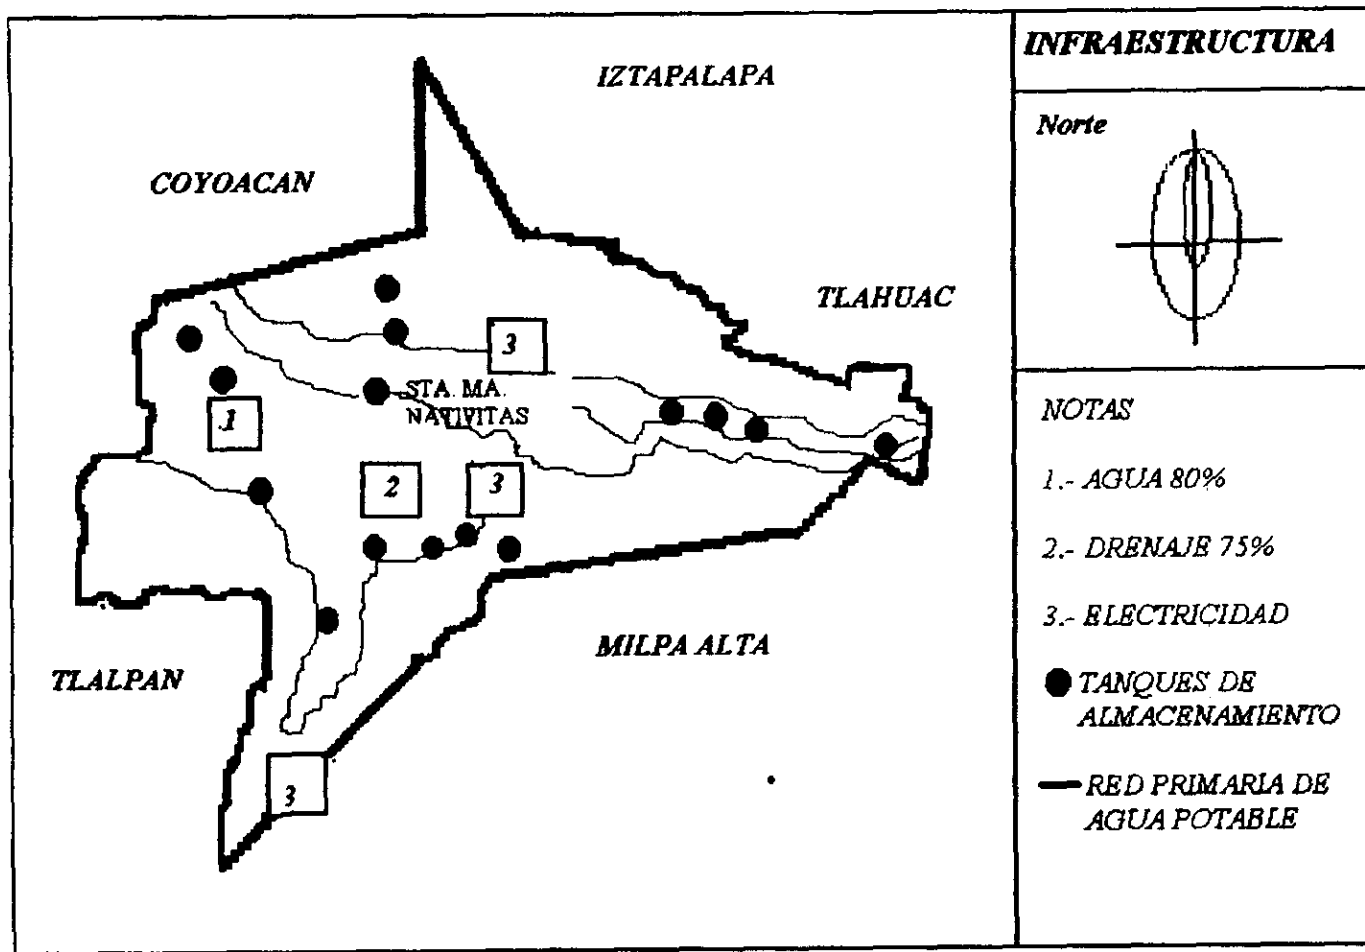 IZTAPALAPA
COYOACAN
TLAHUAC
3
STA. MA.
NATIVITAS
1
2
3
MILPA ALTA
TLALPAN
3
INFRAESTRUCTURA
Norte
NOTAS
1.- AGUA 80%
2.- DRENAJE 75%
3.- ELECTRICIDAD
TANQUES DE
ALMACENAMIENTO
RED PRIMARIA DE
AGUA POTABLE